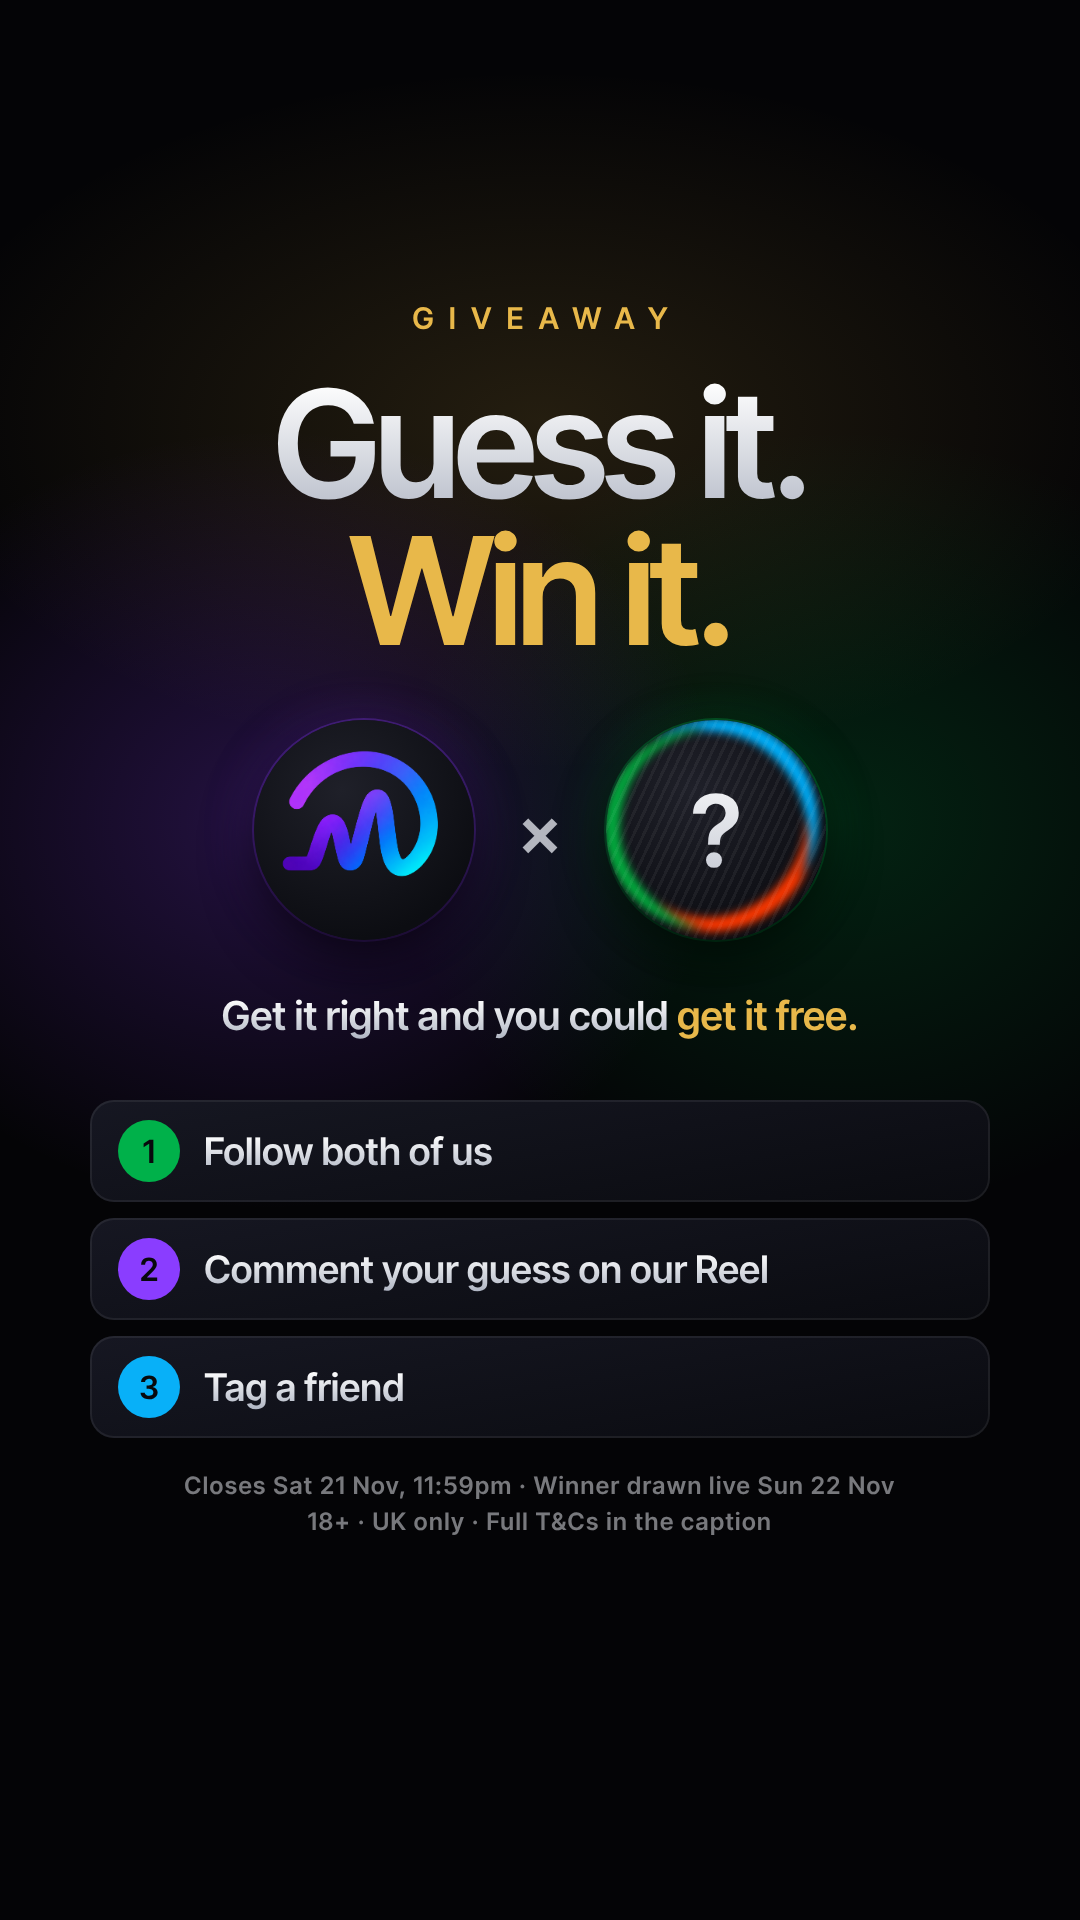 GIVEAWAY
Guess it.
Win it.
×
?
Get it right and you could get it free.
1 Follow both of us
2 Comment your guess on our Reel
3 Tag a friend
Closes Sat 21 Nov, 11:59pm · Winner drawn live Sun 22 Nov
18+ · UK only · Full T&Cs in the caption